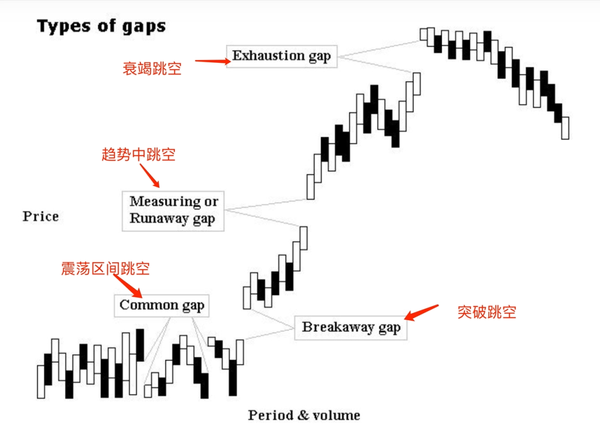 Types of gaps
衰竭跳空
Exhaustion gap
趋势中跳空
Measuring or
Runaway gap
Price
震荡区间跳空
Common gap
突破跳空
Breakaway gap
Period & volume